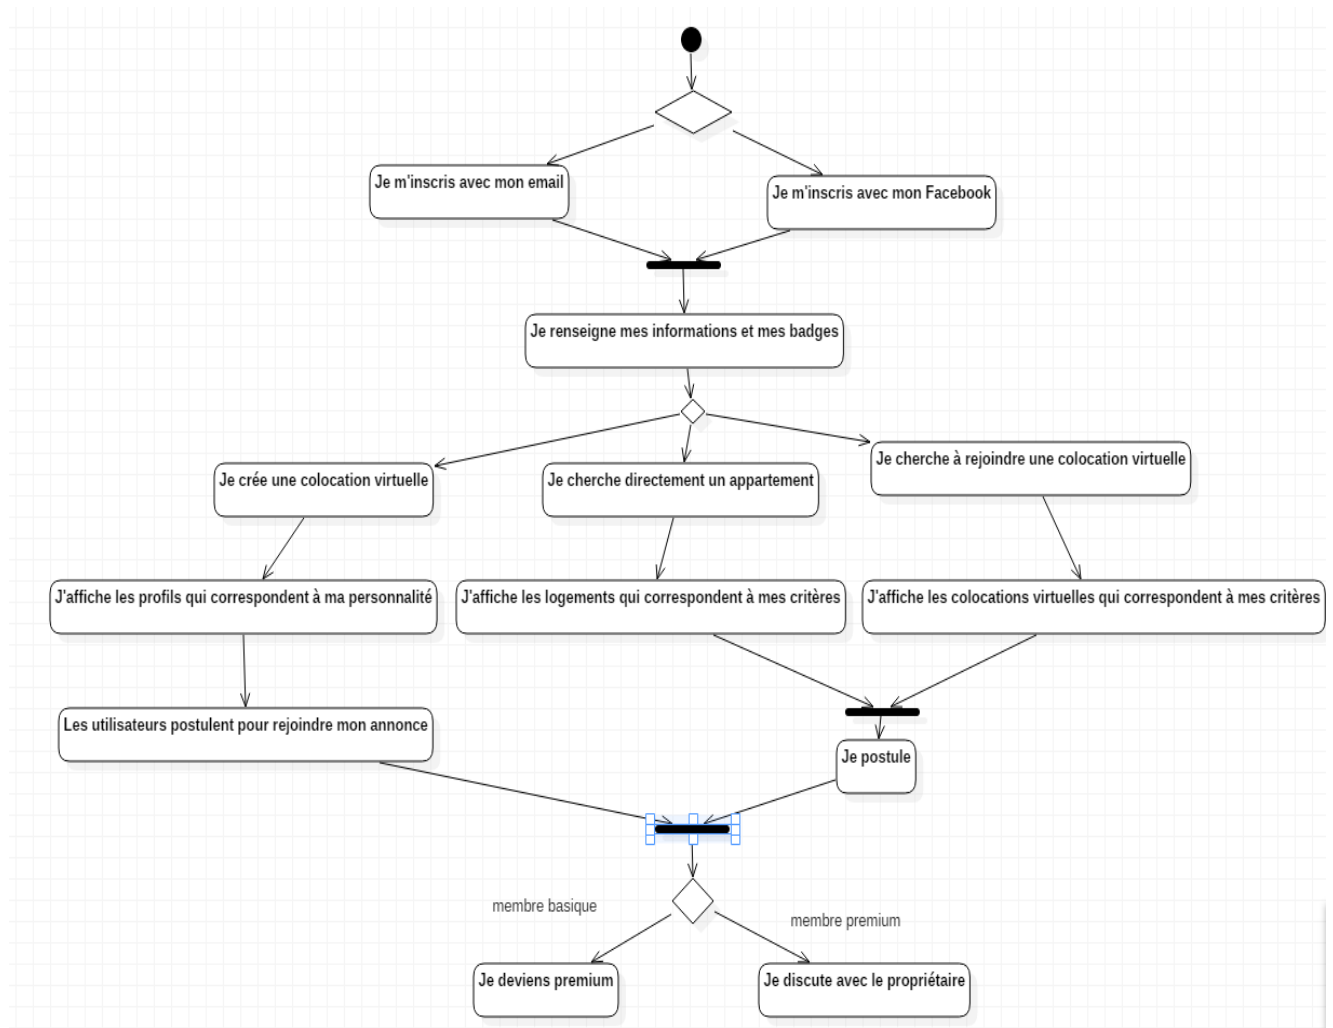 Je m'inscris avec mon email
Je m'inscris avec mon Facebook
Je renseigne mes informations et mes badges
Je crée une colocation virtuelle
Je cherche directement un appartement
Je cherche à rejoindre une colocation virtuelle
J'affiche les profils qui correspondent à ma personnalité
J'affiche les logements qui correspondent à mes critères
J'affiche les colocations virtuelles qui correspondent à mes critères
Les utilisateurs postulent pour rejoindre mon annonce
Je postule
membre basique
membre premium
Je deviens premium
Je discute avec le propriétaire